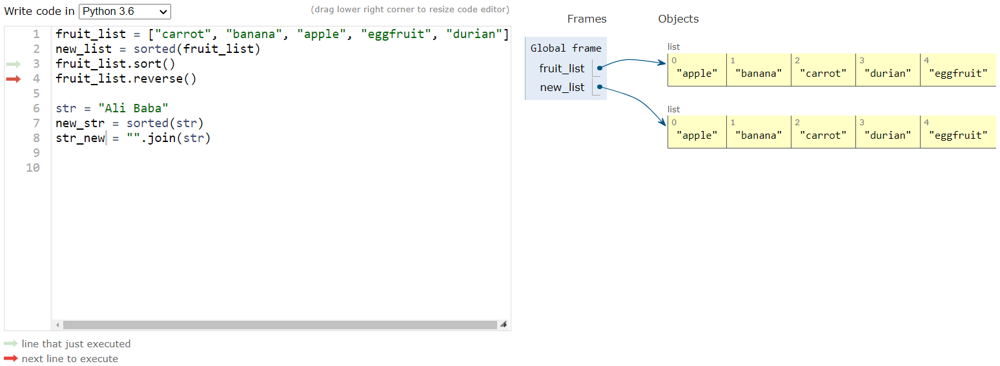 Write code in Python 3.6
(drag lower right corner to resize code editor)
1 fruit_list = ["carrot", "banana", "apple", "eggfruit", "durian"]
2 new_list = sorted(fruit_list)
3 fruit_list.sort()
4 fruit_list.reverse()
5
6 str = "Ali Baba"
7 new_str = sorted(str)
8 str_new = "".join(str)
9
10
line that just executed
next line to execute
Frames Objects
Global frame
fruit_list
new_list
list
0 1 2 3 4
"apple" "banana" "carrot" "durian" "eggfruit"
list
0 1 2 3 4
"apple" "banana" "carrot" "durian" "eggfruit"